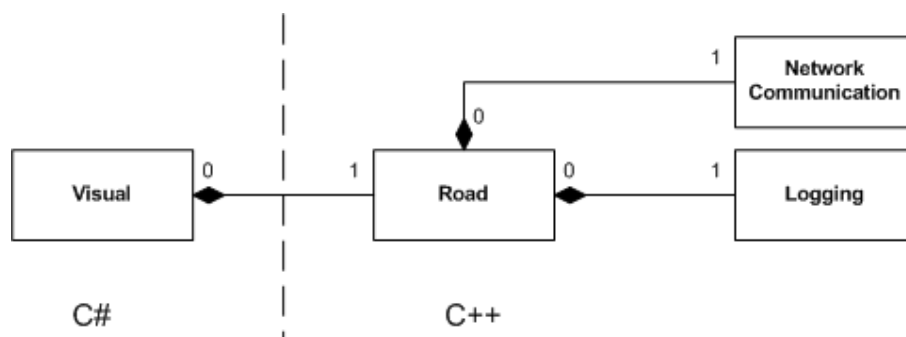 1
Network
Communication
0
Visual
0
1
Road
0
1
Logging
C#
C++